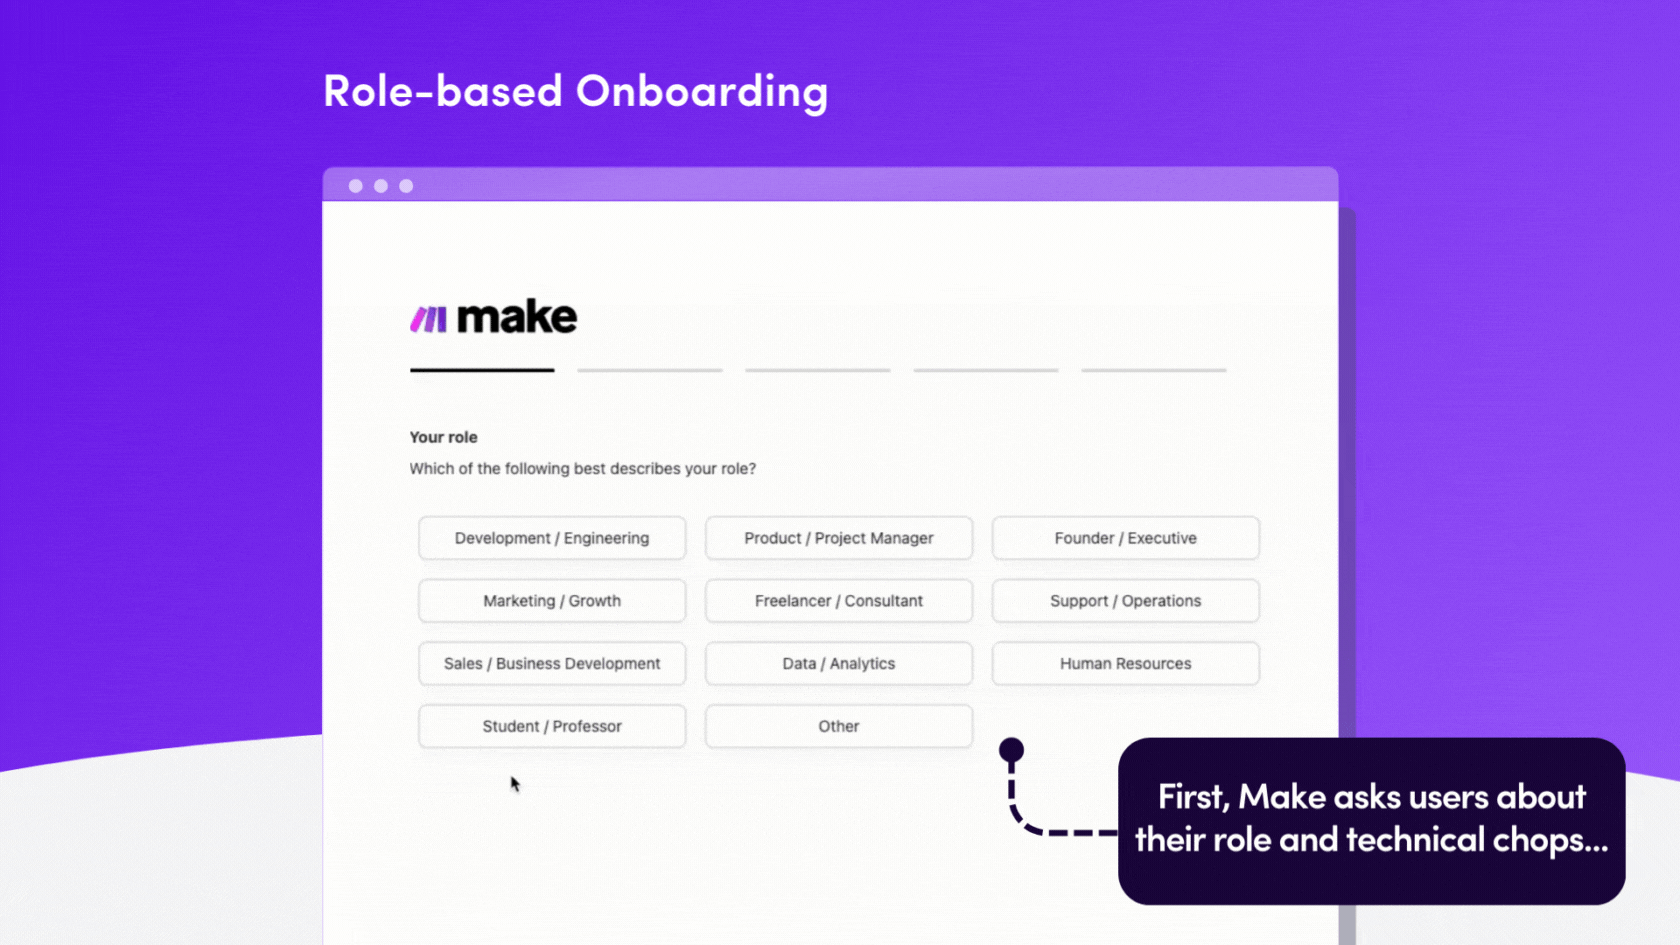 Role-based Onboarding
make
Your role
Which of the following best describes your role?
Development / Engineering
Product / Project Manager
Founder / Executive
Marketing / Growth
Freelancer / Consultant
Support / Operations
Sales / Business Development
Data / Analytics
Human Resources
Student / Professor
Other
First, Make asks users about
their role and technical chops...